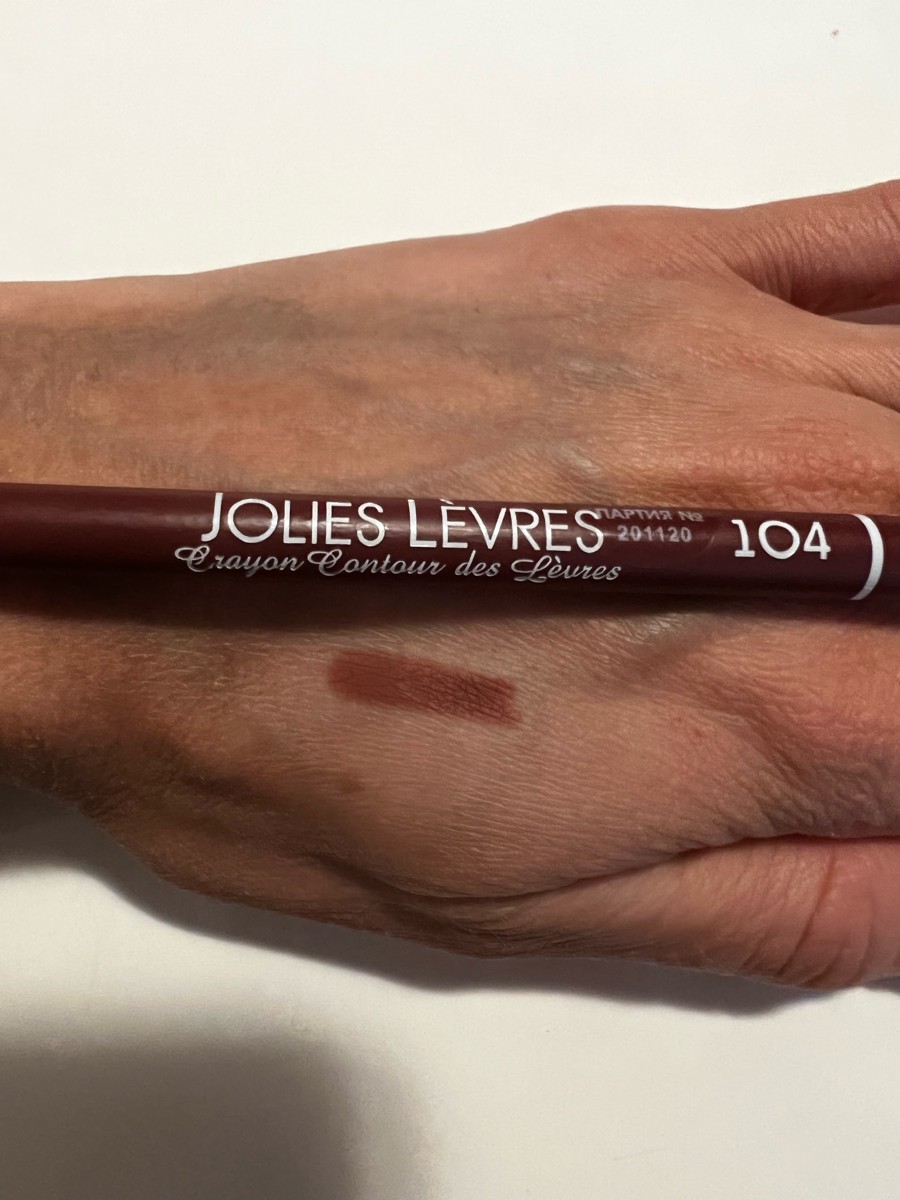 JOLIES LÈVRES
Crayon Contour des Lèvres
ПАРТИЯ №
201120
104